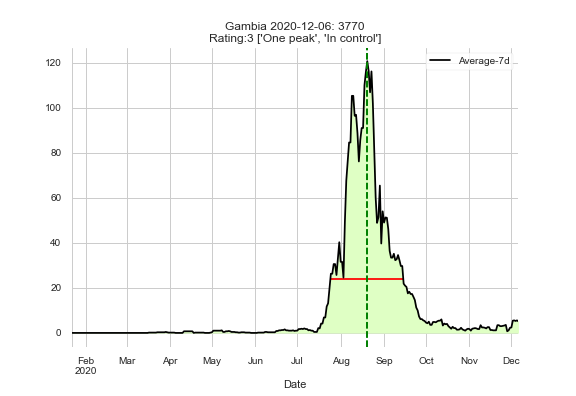 Gambia 2020-12-06: 3770
Rating:3 ['One peak', 'In control']
Average-7d
120
100
80
60
40
20
0
Feb Mar Apr May Jun Jul Aug Sep Oct Nov Dec
2020
Date